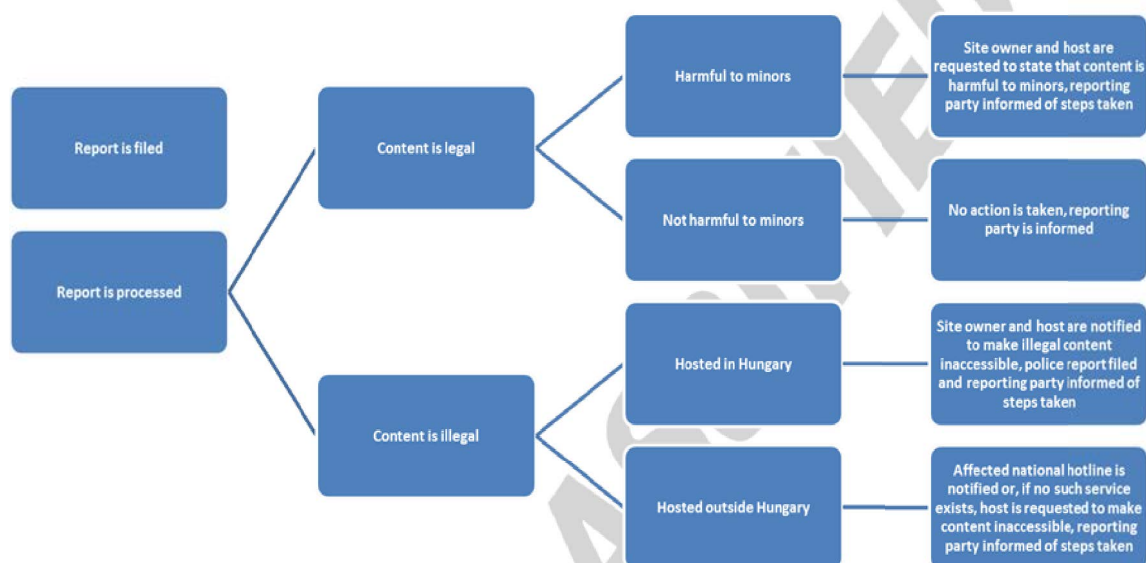 Report is filed
Report is processed
Content is legal
Content is illegal
Harmful to minors
Not harmful to minors
Hosted in Hungary
Hosted outside Hungary
Site owner and host are
requested to state that content is
harmful to minors, reporting
party informed of steps taken
No action is taken, reporting
party is informed
Site owner and host are notified
to make illegal content
inaccessible, police report filed
and reporting party informed of
steps taken
Affected national hotline is
notified or, if no such service
exists, host is requested to make
content inaccessible, reporting
party informed of steps taken